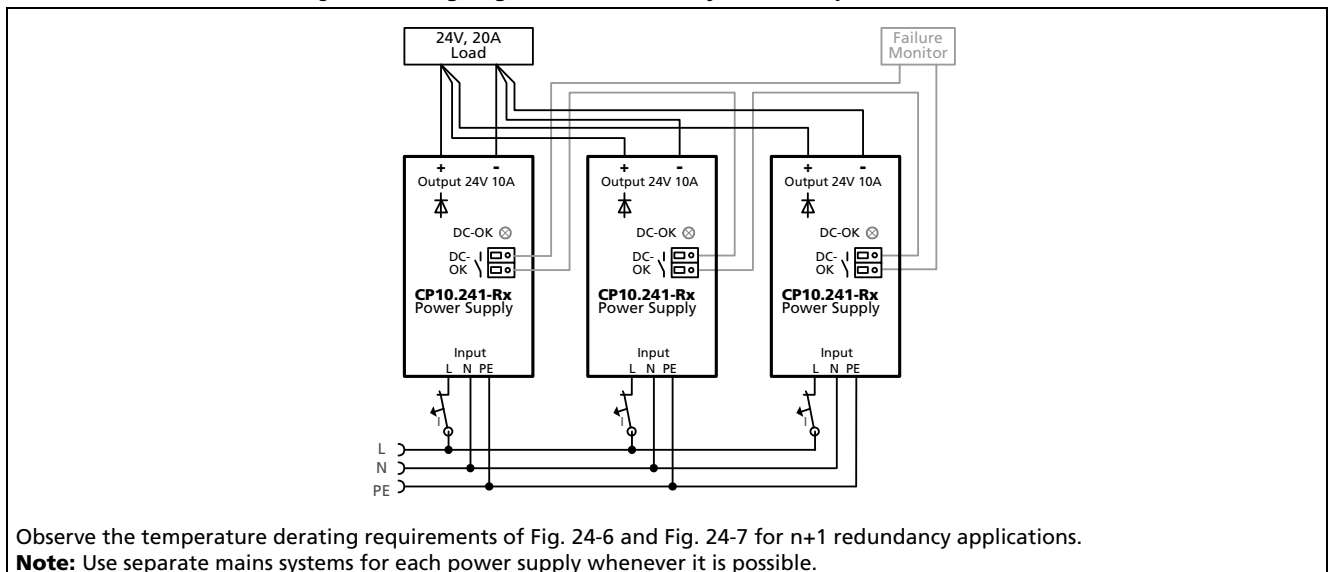 24V, 20A
Load
Failure
Monitor
+ -
Output 24V 10A
DC-OK
DC-
OK
I
CP10.241-Rx
Power Supply
Input
L N PE
I
+ -
Output 24V 10A
DC-OK
DC-
OK
I
CP10.241-Rx
Power Supply
Input
L N PE
I
+ -
Output 24V 10A
DC-OK
DC-
OK
I
CP10.241-Rx
Power Supply
Input
L N PE
I
L
N
PE
Observe the temperature derating requirements of Fig. 24-6 and Fig. 24-7 for n+1 redundancy applications.
Note: Use separate mains systems for each power supply whenever it is possible.